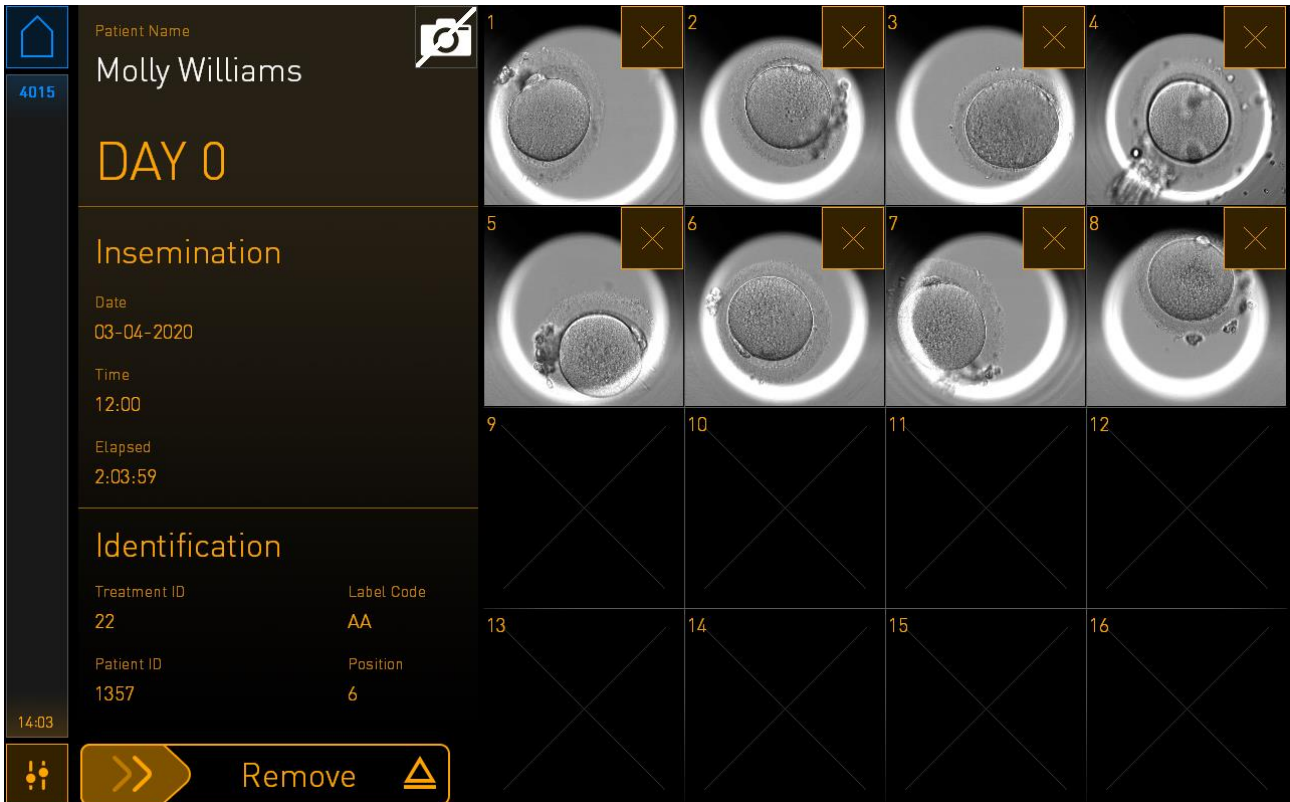 4015
14:03
Patient Name
Molly Williams
DAY 0
Insemination
Date
03-04-2020
Time
12:00
Elapsed
2:03:59
Identification
Treatment ID
Label Code
22
AA
Patient ID
Position
1357
6
Remove
1
2
3
4
5
6
7
8
9
10
11
12
13
14
15
16